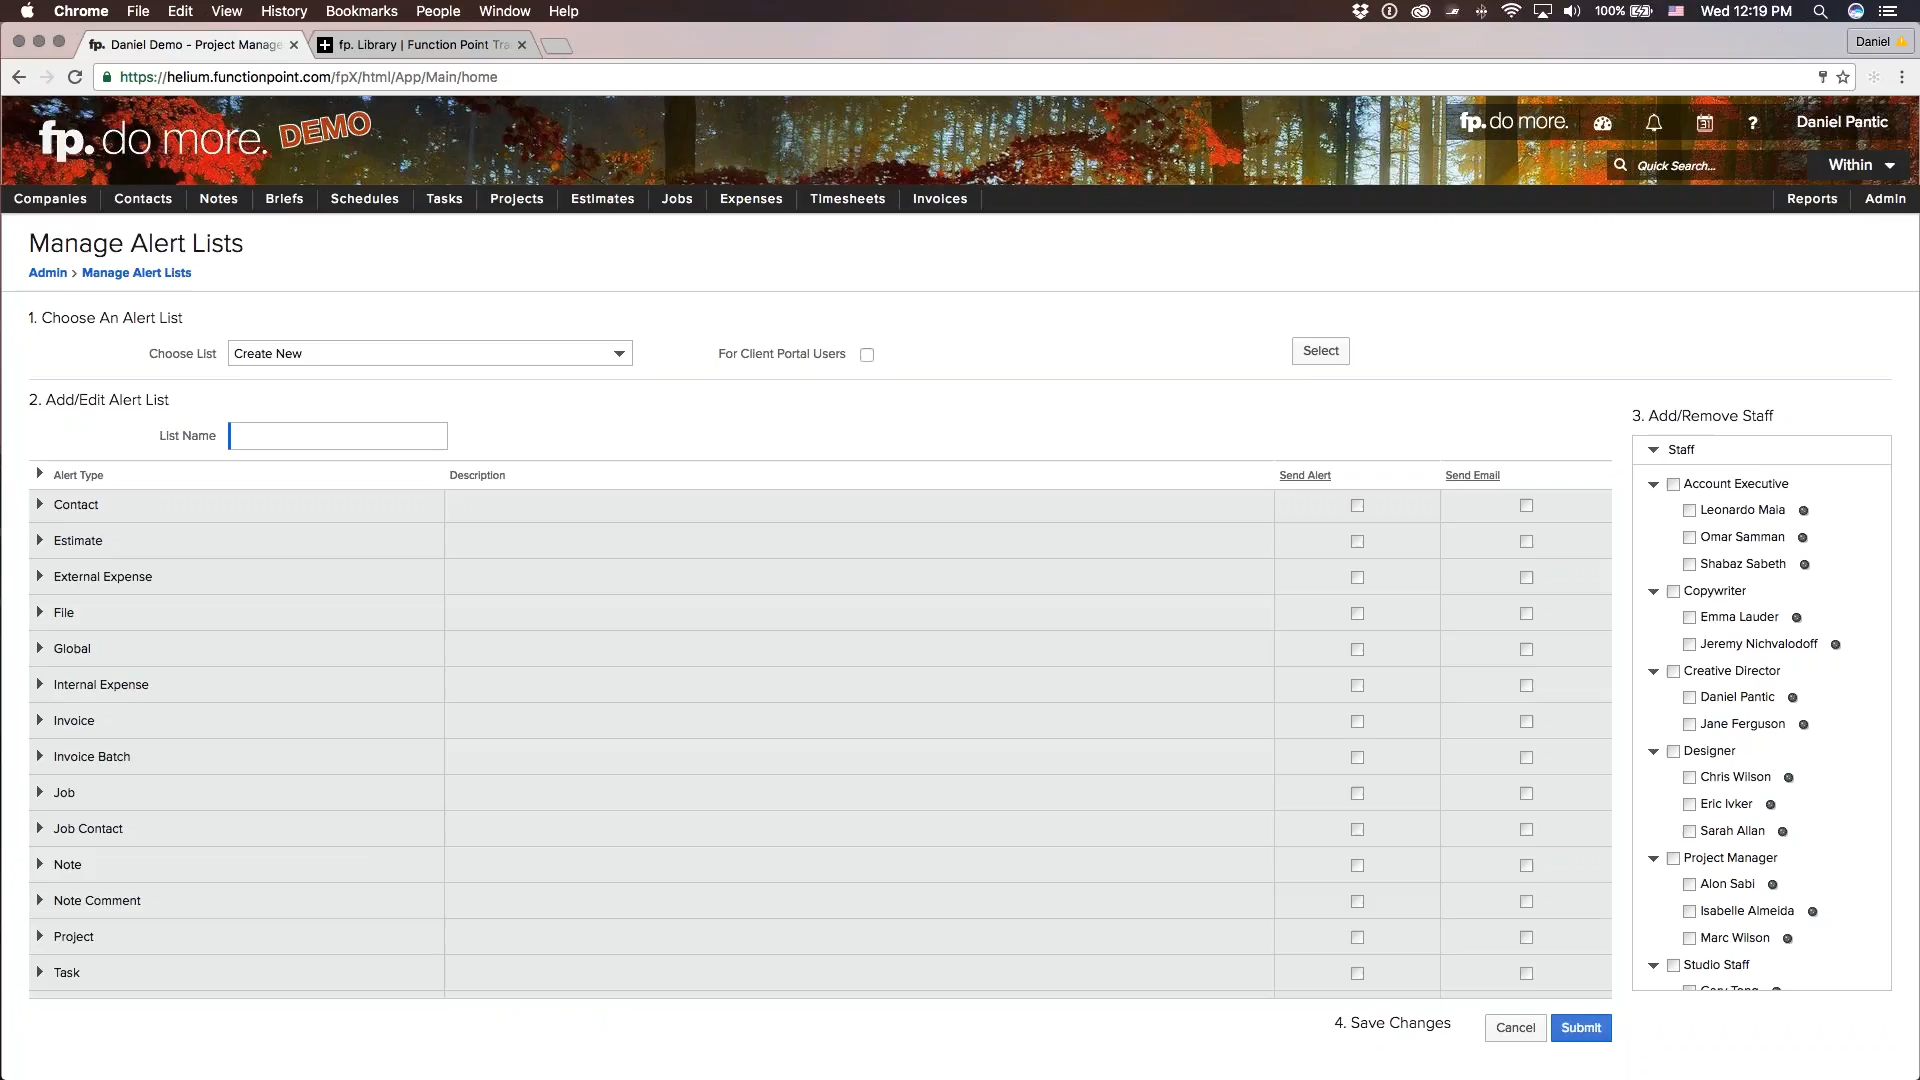 Chrome File Edit View History Bookmarks People Window Help 100% Wed 12:19 PM
fp. Daniel Demo - Project Manage fp. Library | Function Point Tra Daniel
https://helium.functionpoint.com/fpX/html/App/Main/home
fp. do more. DEMO
fp. do more. 31 ? Daniel Pantic
Quick Search... Within
Companies Contacts Notes Briefs Schedules Tasks Projects Estimates Jobs Expenses Timesheets Invoices Reports Admin
Manage Alert Lists
Admin > Manage Alert Lists
1. Choose An Alert List
Choose List Create New For Client Portal Users Select
2. Add/Edit Alert List
List Name
Alert Type Description Send Alert Send Email
Contact
Estimate
External Expense
File
Global
Internal Expense
Invoice
Invoice Batch
Job
Job Contact
Note
Note Comment
Project
Task
3. Add/Remove Staff
Staff
Account Executive
Leonardo Maia
Omar Samman
Shabaz Sabeth
Copywriter
Emma Lauder
Jeremy Nichvalodoff
Creative Director
Daniel Pantic
Jane Ferguson
Designer
Chris Wilson
Eric Ivker
Sarah Allan
Project Manager
Alon Sabi
Isabelle Almeida
Marc Wilson
Studio Staff
4. Save Changes Cancel Submit